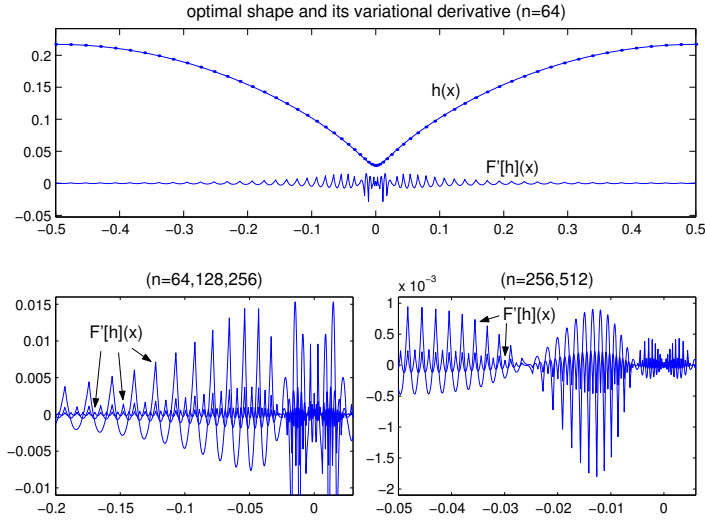 optimal shape and its variational derivative (n=64)
0.2
0.15
0.1
0.05
0
−0.05
h(x)
F'[h](x)
−0.5 −0.4 −0.3 −0.2 −0.1 0 0.1 0.2 0.3 0.4 0.5
(n=64,128,256)
0.015
0.01
0.005
0
−0.005
−0.01
F'[h](x)
−0.2 −0.15 −0.1 −0.05 0
(n=256,512)
x 10⁻³
1
0.5
0
−0.5
−1
−1.5
−2
F'[h](x)
F'[h](x)
−0.05 −0.04 −0.03 −0.02 −0.01 0